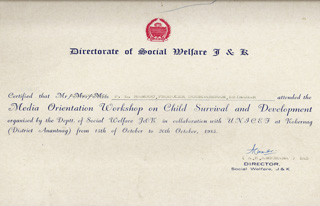 Directorate of Social Welfare J & K
Certified that Mr/Mrs/Miss attended the
Media Orientation Workshop on Child Survival and Development
organised by the Deptt. of Social Welfare J&K in collaboration with UNICEF at Kokernag
(District Anantnag) from 18th of October to 20th October,
DIRECTOR,
Social Welfare, J&K